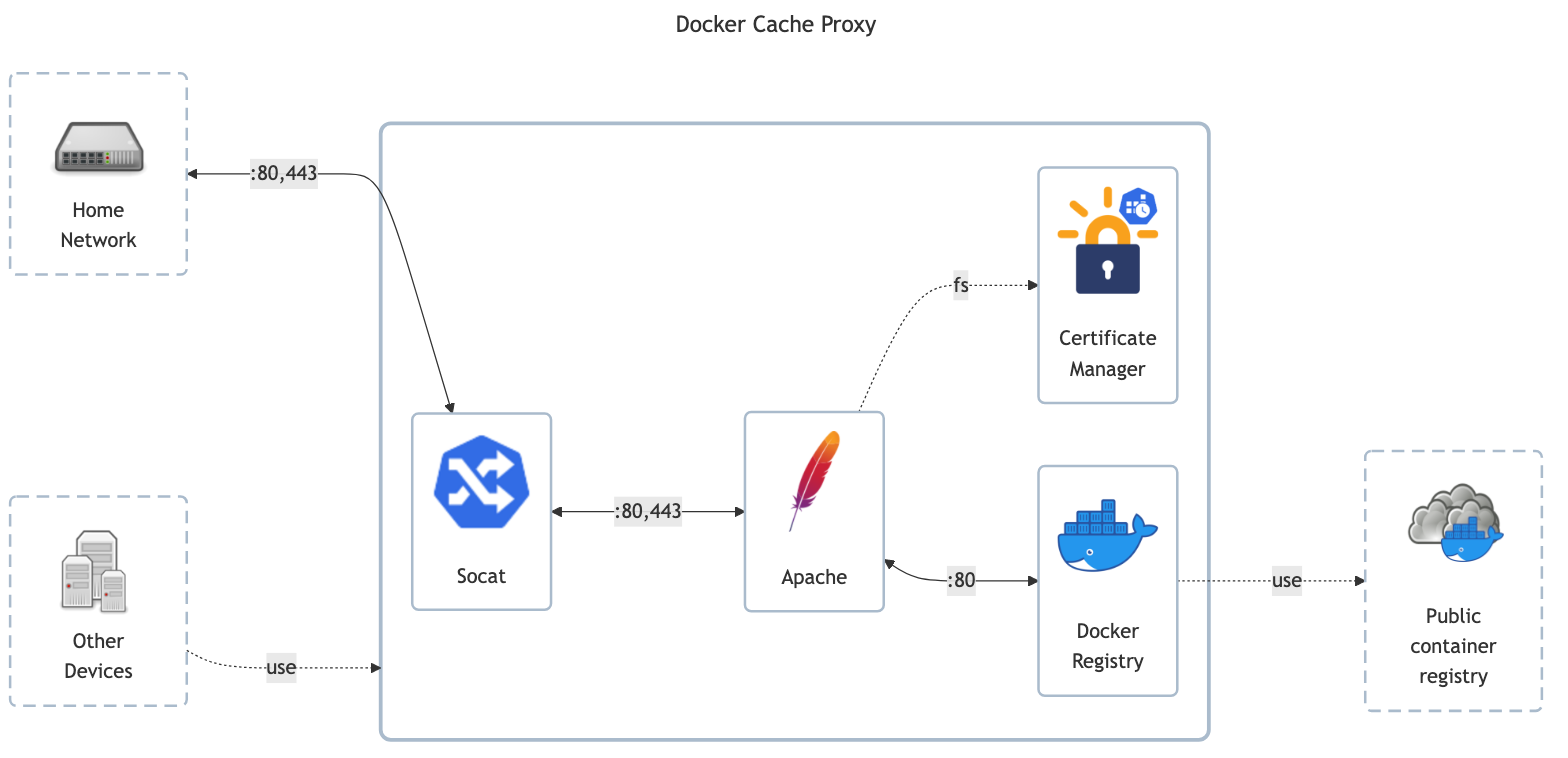 Docker Cache Proxy
Home
Network
:80,443
Certificate
Manager
fs
Socat
:80,443
Apache
:80
Docker
Registry
use
Public
container
registry
Other
Devices
use